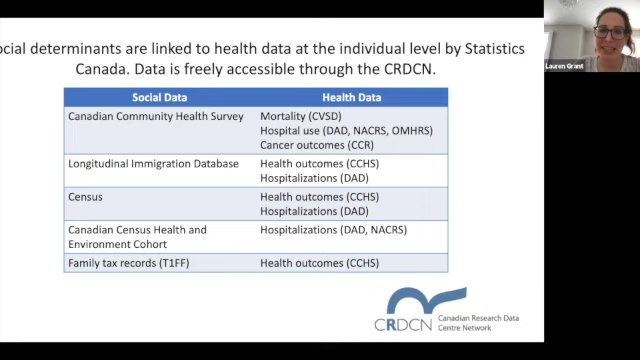 ocial determinants are linked to health data at the individual level by Statistics
Canada. Data is freely accessible through the CRDCN.
Social Data
Health Data
Canadian Community Health Survey
Mortality (CVSD)
Hospital use (DAD, NACRS, OMHRS)
Cancer outcomes (CCR)
Longitudinal Immigration Database
Health outcomes (CCHS)
Hospitalizations (DAD)
Census
Health outcomes (CCHS)
Hospitalizations (DAD)
Canadian Census Health and
Environment Cohort
Hospitalizations (DAD, NACRS)
Family tax records (T1FF)
Health outcomes (CCHS)
CRDCN
Canadian Research Data
Centre Network
Lauren Grant